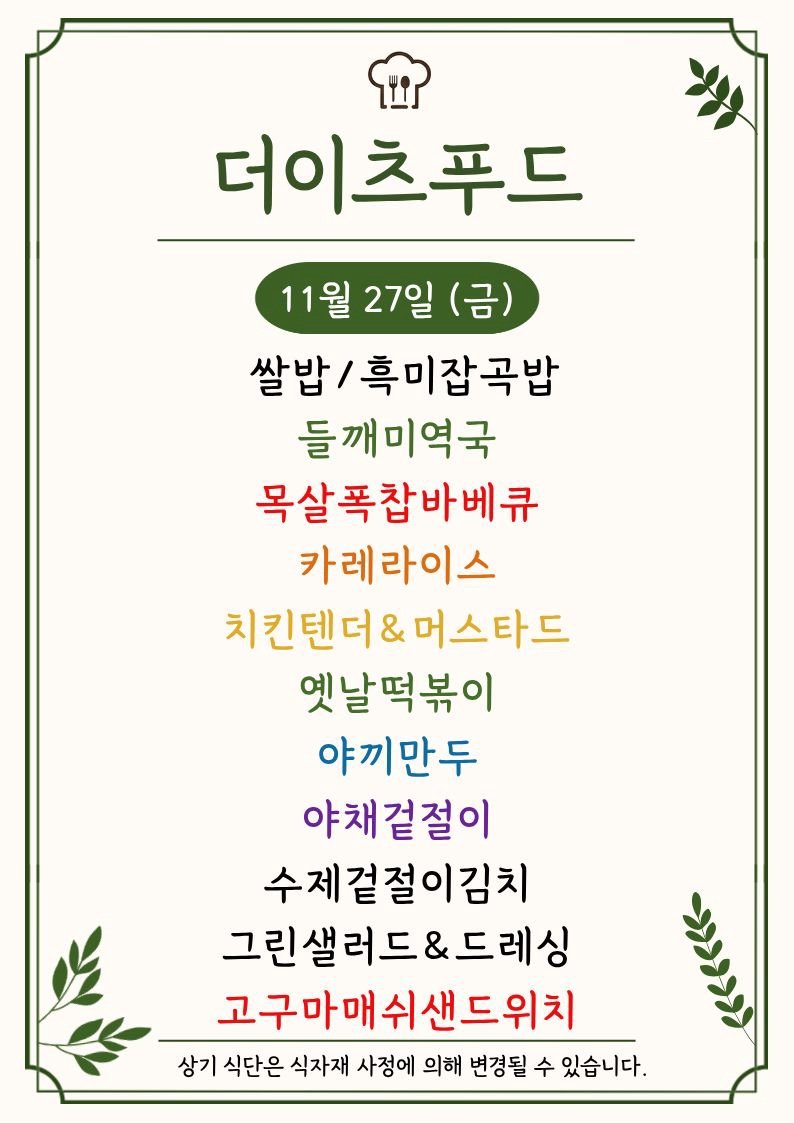 더이츠푸드
11월 27일 (금)
쌀밥/흑미잡곡밥
들깨미역국
목살폭찹바베큐
카레라이스
치킨텐더&머스타드
옛날떡볶이
야끼만두
야채겉절이
수제겉절이김치
그린샐러드&드레싱
고구마매쉬샌드위치
상기 식단은 식자재 사정에 의해 변경될 수 있습니다.